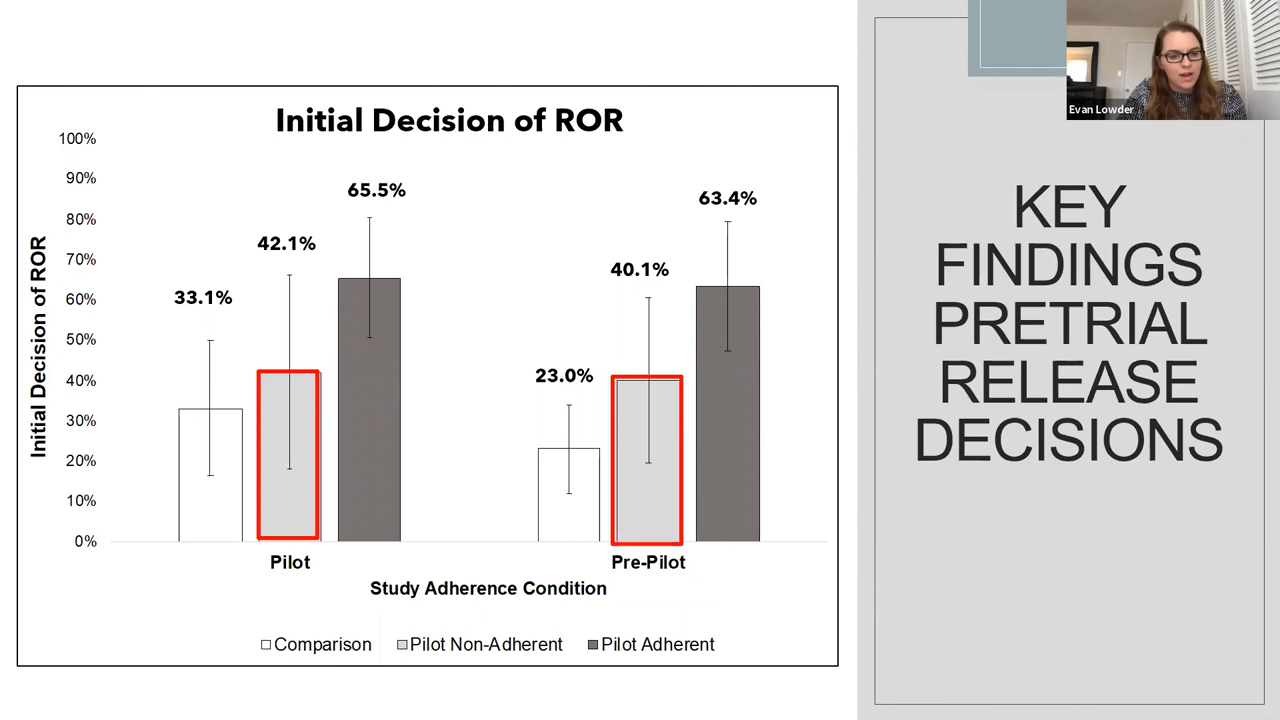 Initial Decision of ROR
100%
90%
80%
70%
60%
50%
40%
30%
20%
10%
0%
Initial Decision of ROR
33.1%
42.1%
65.5%
23.0%
40.1%
63.4%
Pilot
Pre-Pilot
Study Adherence Condition
Comparison
Pilot Non-Adherent
Pilot Adherent
Evan Lowder
KEY
FINDINGS
PRETRIAL
RELEASE
DECISIONS